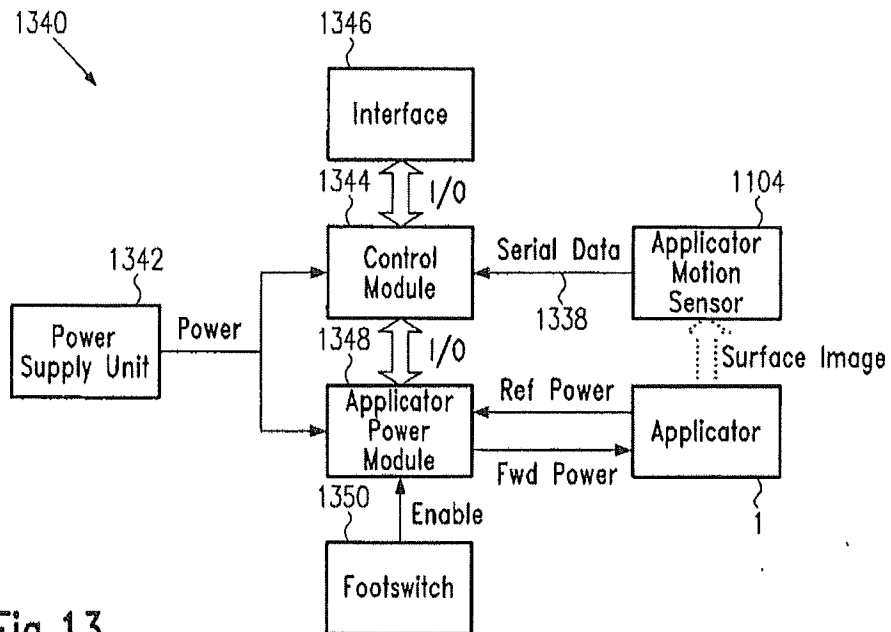 1340
1346
Interface
1344
I/O
1104
Control
Module
Serial Data
1338
Applicator
Motion
Sensor
1342
Power
Supply Unit
Power
1348
I/O
Surface Image
Applicator
Power
Module
Ref Power
Fwd Power
Applicator
1
1350
Enable
Footswitch
Fig.13